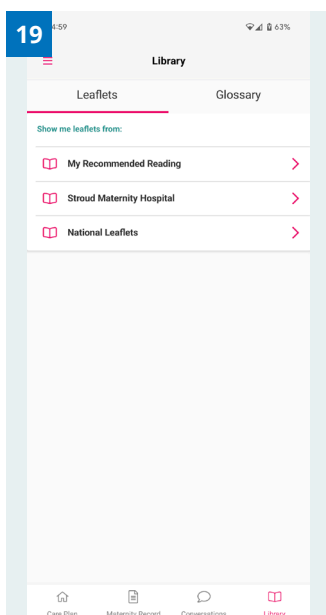 19
4:59
63%
Library
Leaflets Glossary
Show me leaflets from:
My Recommended Reading
Stroud Maternity Hospital
National Leaflets
Care Plan Maternity Record Conversations Library